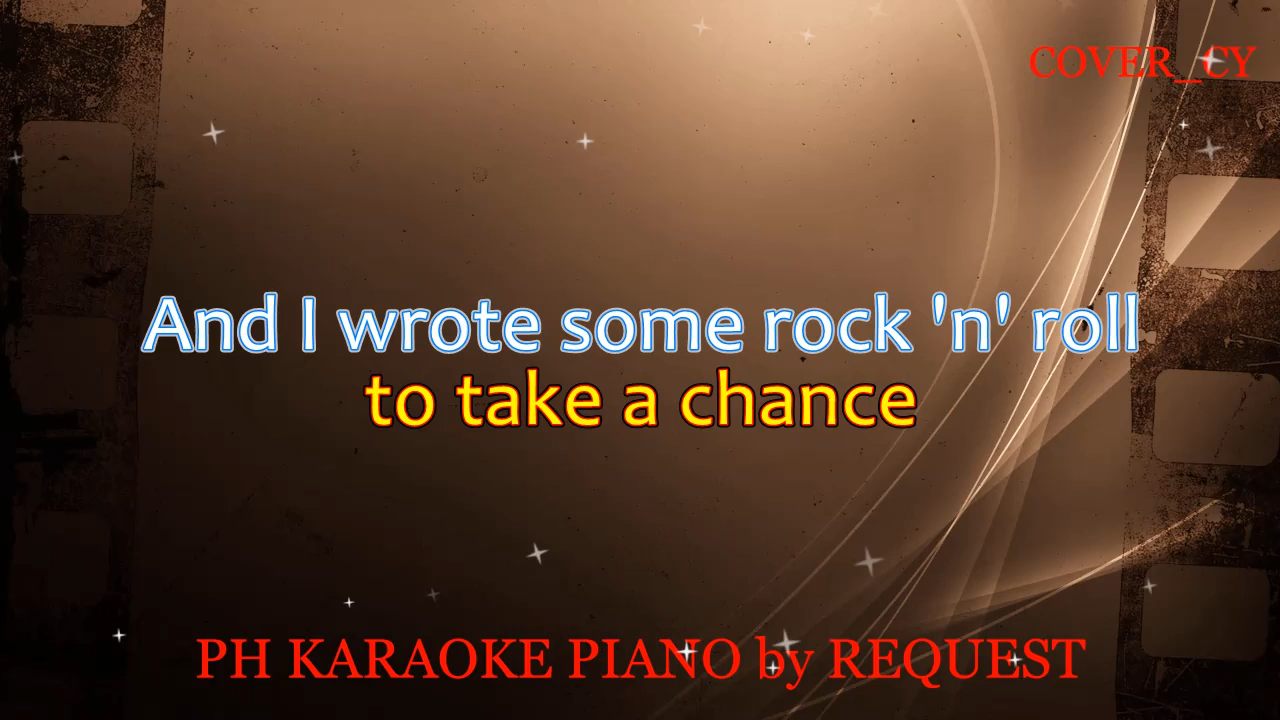 COVER_CY
And I wrote some rock 'n' roll
to take a chance
PH KARAOKE PIANO by REQUEST